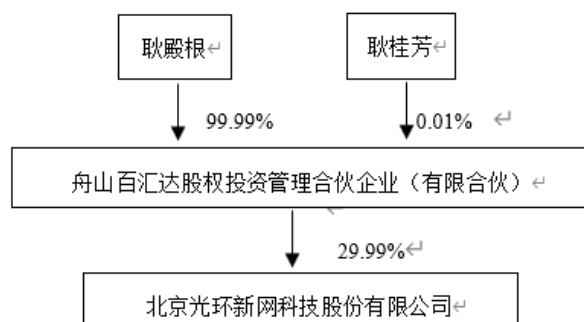 耿殿根
耿桂芳
99.99%
0.01%
舟山百汇达股权投资管理合伙企业（有限合伙）
29.99%
北京光环新网科技股份有限公司